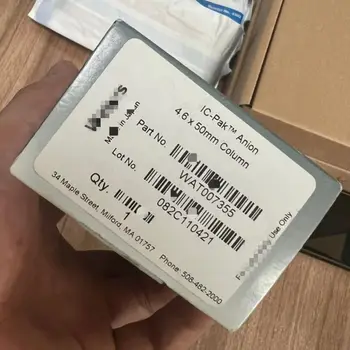 IC-Pak™ Anion
4.6 x 50mm Column
Part No.
WAT007355
Lot No.
082C110421
Qty.
1
Use Only
34 Maple Street, Milford, MA 01757
Phone: 508-482-2000